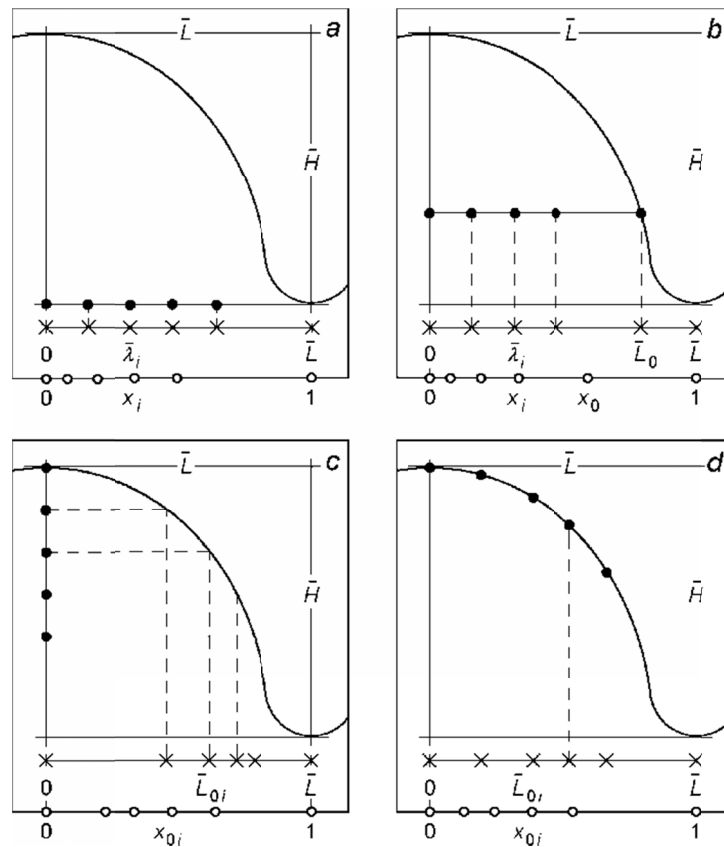 L̄ a
H̄
0 λ̄ᵢ L̄
0 xᵢ 1
L̄ b
H̄
0 λ̄ᵢ L̄₀ L̄
0 xᵢ x₀ 1
L̄ c
H̄
0 L̄₀ᵢ L̄
0 x₀ᵢ 1
L̄ d
H̄
0 L̄₀ᵢ L̄
0 x₀ᵢ 1